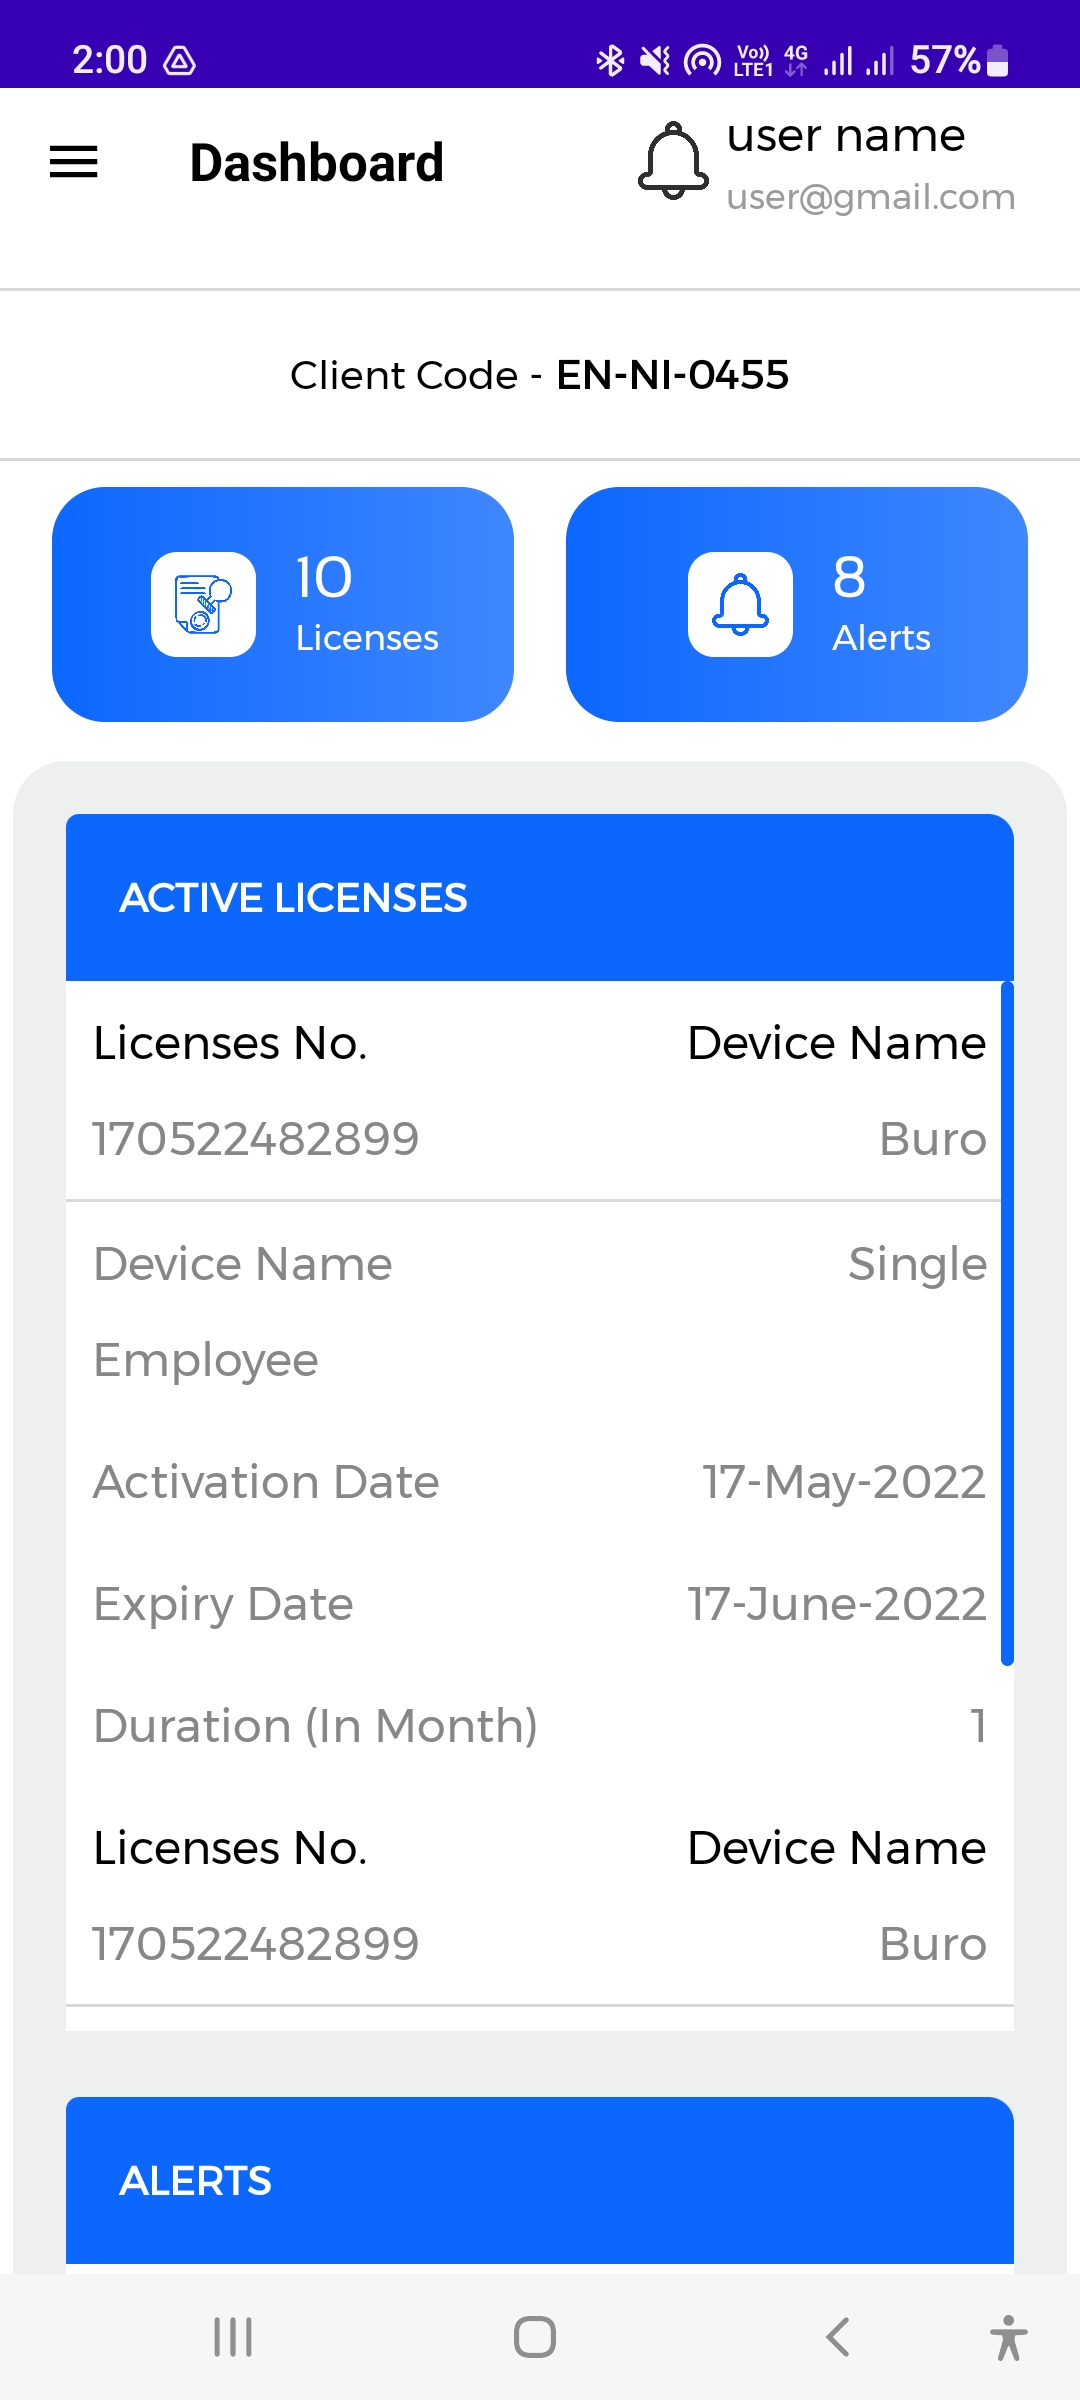 2:00 Vo)) LTE1 4G 57%
Dashboard
user name
user@gmail.com
Client Code - EN-NI-0455
10
Licenses
8
Alerts
ACTIVE LICENSES
Licenses No. Device Name
170522482899 Buro
Device Name Single
Employee
Activation Date 17-May-2022
Expiry Date 17-June-2022
Duration (In Month) 1
Licenses No. Device Name
170522482899 Buro
ALERTS